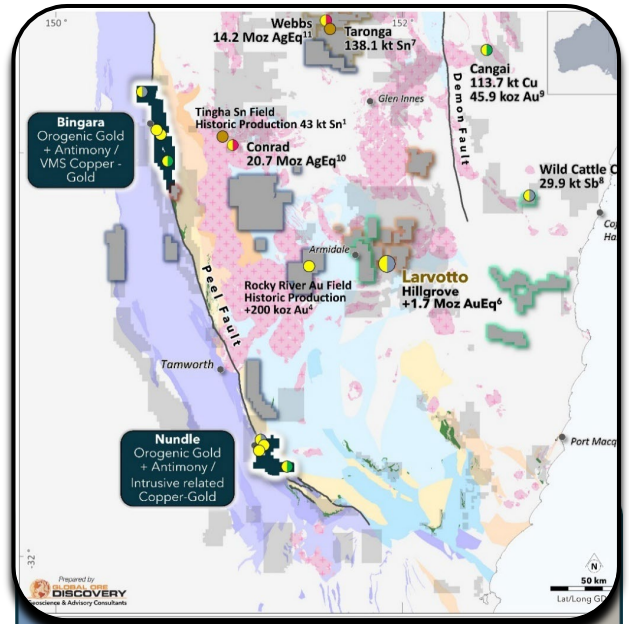 150 °
152
Webbs
14.2 Moz AgEq¹¹
Taronga
138.1 kt Sn⁷
Cangai
113.7 kt Cu
45.9 koz Au⁹
Demon Fault
Glen Innes
Bingara
Orogenic Gold
+ Antimony /
VMS Copper -
Gold
Tingha Sn Field
Historic Production 43 kt Sn¹
Conrad
20.7 Moz AgEq¹⁰
Wild Cattle C
29.9 kt Sb⁸
Armidale
Larvotto
Hillgrove
+1.7 Moz AuEq⁶
Rocky River Au Field
Historic Production
+200 koz Au⁴
Peel Fault
Tamworth
Nundle
Orogenic Gold
+ Antimony /
Intrusive related
Copper-Gold
Port Macq
-32 °
Prepared by
GLOBAL ORE
DISCOVERY
Geoscience & Advisory Consultants
N
50 km
Lat/Long GD